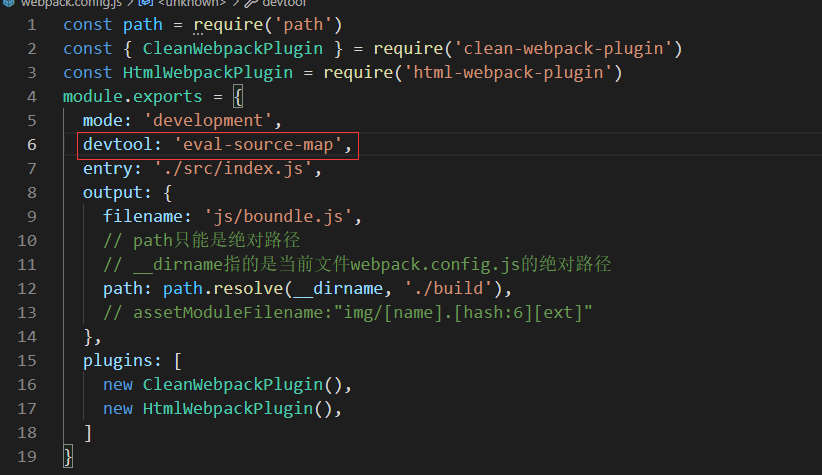 webpack.config.js > <unknown> > devtool
1 const path = require('path')
2 const { CleanWebpackPlugin } = require('clean-webpack-plugin')
3 const HtmlWebpackPlugin = require('html-webpack-plugin')
4 module.exports = {
5 mode: 'development',
6 devtool: 'eval-source-map',
7 entry: './src/index.js',
8 output: {
9 filename: 'js/boundle.js',
10 // path只能是绝对路径
11 // __dirname指的是当前文件webpack.config.js的绝对路径
12 path: path.resolve(__dirname, './build'),
13 // assetModuleFilename:"img/[name].[hash:6][ext]"
14 },
15 plugins: [
16 new CleanWebpackPlugin(),
17 new HtmlWebpackPlugin(),
18 ]
19 }